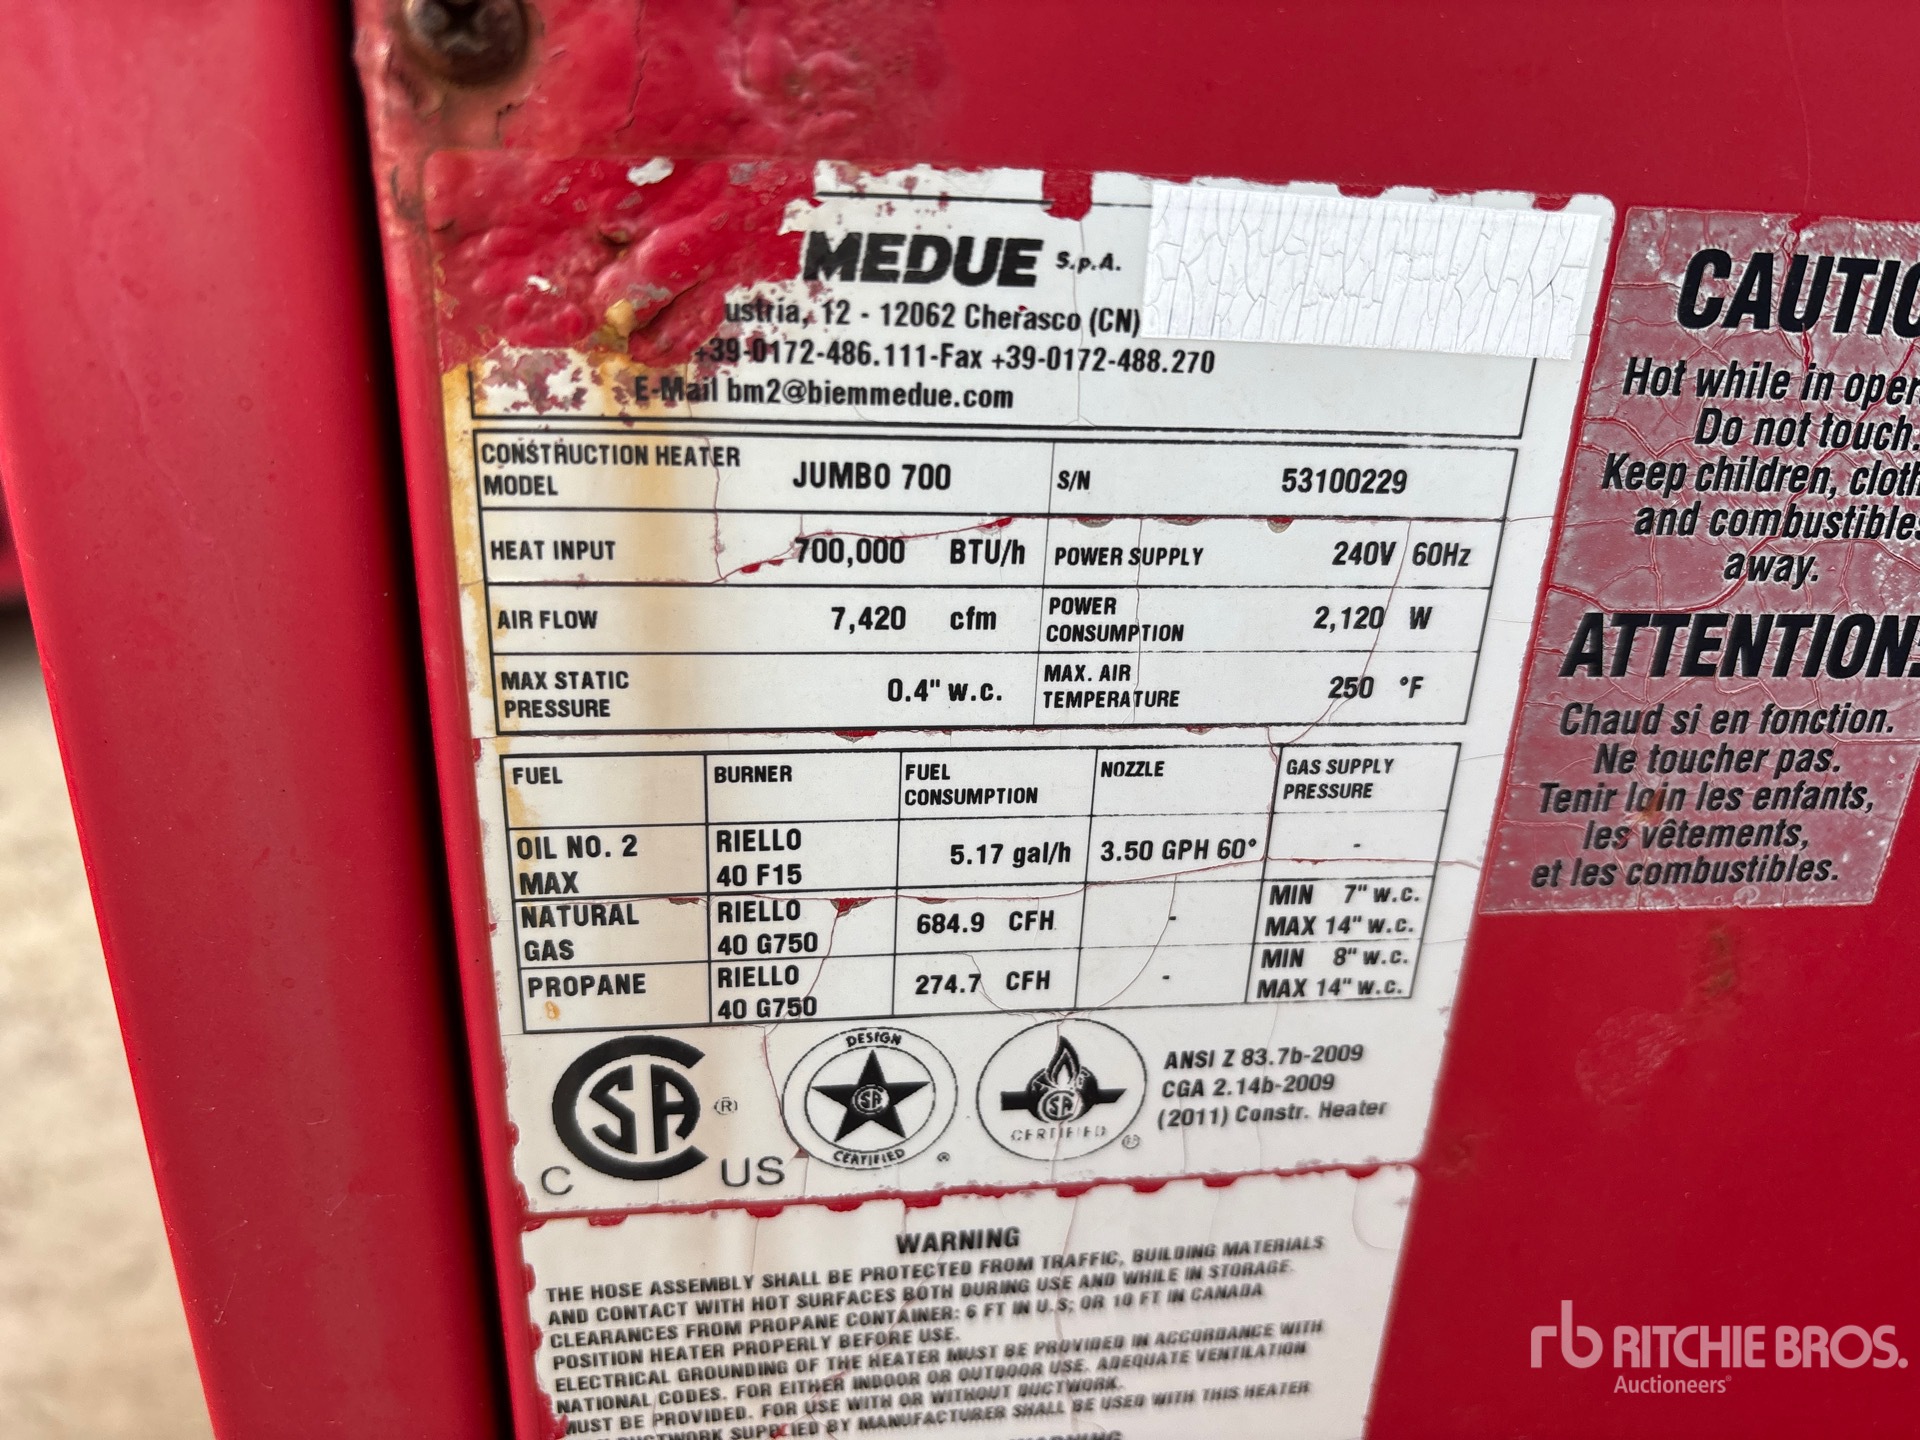 MEDUE S.p.A.
ustria, 12 - 12062 Cherasco (CN)
+39-0172-486.111-Fax +39-0172-488.270
E-Mail bm2@biemmedue.com
CONSTRUCTION HEATER MODEL JUMBO 700 S/N 53100229
HEAT INPUT 700,000 BTU/h POWER SUPPLY 240V 60Hz
AIR FLOW 7,420 cfm POWER CONSUMPTION 2,120 W
MAX STATIC PRESSURE 0.4" w.c. MAX. AIR TEMPERATURE 250 °F
FUEL BURNER FUEL CONSUMPTION NOZZLE GAS SUPPLY PRESSURE
OIL NO. 2 MAX RIELLO 40 F15 5.17 gal/h 3.50 GPH 60° -
NATURAL GAS RIELLO 40 G750 684.9 CFH - MIN 7" w.c. MAX 14" w.c.
PROPANE RIELLO 40 G750 274.7 CFH - MIN 8" w.c. MAX 14" w.c.
CSA ® C US
DESIGN SA CERTIFIED ®
SA CERTIFIED ®
ANSI Z 83.7b-2009
CGA 2.14b-2009
(2011) Constr. Heater
WARNING
THE HOSE ASSEMBLY SHALL BE PROTECTED FROM TRAFFIC, BUILDING MATERIALS
AND CONTACT WITH HOT SURFACES BOTH DURING USE AND WHILE IN STORAGE.
CLEARANCES FROM PROPANE CONTAINER: 6 FT IN U.S; OR 10 FT IN CANADA
POSITION HEATER PROPERLY BEFORE USE.
ELECTRICAL GROUNDING OF THE HEATER MUST BE PROVIDED IN ACCORDANCE WITH
NATIONAL CODES. FOR EITHER INDOOR OR OUTDOOR USE. ADEQUATE VENTILATION
MUST BE PROVIDED. FOR USE WITH OR WITHOUT DUCTWORK.
DUCTWORK SUPPLIED BY MANUFACTURER SHALL BE USED WITH THIS HEATER
WARNING
CAUTIO
Hot while in oper
Do not touch.
Keep children, cloth
and combustibles
away.
ATTENTION:
Chaud si en fonction.
Ne toucher pas.
Tenir loin les enfants,
les vêtements,
et les combustibles.
rb RITCHIE BROS.
Auctioneers